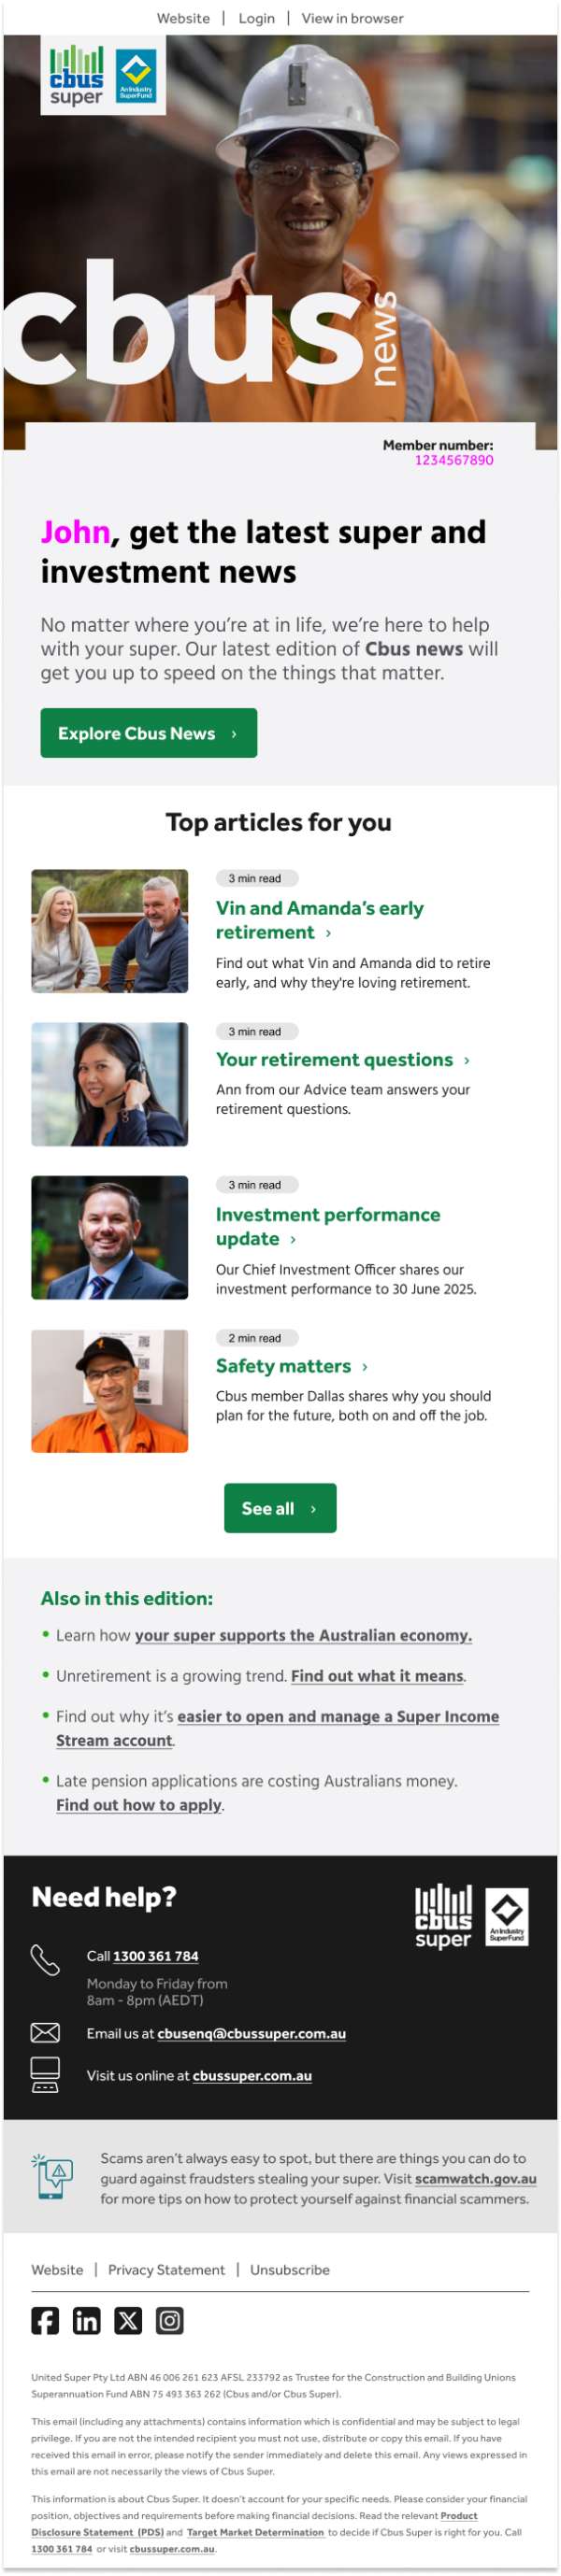 Website | Login | View in browser
cbus
super
An Industry
SuperFund
cbus news
Member number:
1234567890
John, get the latest super and
investment news
No matter where you're at in life, we're here to help
with your super. Our latest edition of Cbus news will
get you up to speed on the things that matter.
Explore Cbus News ›
Top articles for you
3 min read
Vin and Amanda's early
retirement ›
Find out what Vin and Amanda did to retire
early, and why they're loving retirement.
3 min read
Your retirement questions ›
Ann from our Advice team answers your
retirement questions.
3 min read
Investment performance
update ›
Our Chief Investment Officer shares our
investment performance to 30 June 2025.
2 min read
Safety matters ›
Cbus member Dallas shares why you should
plan for the future, both on and off the job.
See all ›
Also in this edition:
• Learn how your super supports the Australian economy.
• Unretirement is a growing trend. Find out what it means.
• Find out why it's easier to open and manage a Super Income
Stream account.
• Late pension applications are costing Australians money.
Find out how to apply.
Need help?
cbus
super
An Industry
SuperFund
Call 1300 361 784
Monday to Friday from
8am - 8pm (AEDT)
Email us at cbusenq@cbussuper.com.au
Visit us online at cbussuper.com.au
Scams aren't always easy to spot, but there are things you can do to
guard against fraudsters stealing your super. Visit scamwatch.gov.au
for more tips on how to protect yourself against financial scammers.
Website | Privacy Statement | Unsubscribe
United Super Pty Ltd ABN 46 006 261 623 AFSL 233792 as Trustee for the Construction and Building Unions
Superannuation Fund ABN 75 493 363 262 (Cbus and/or Cbus Super).
This email (including any attachments) contains information which is confidential and may be subject to legal
privilege. If you are not the intended recipient you must not use, distribute or copy this email. If you have
received this email in error, please notify the sender immediately and delete this email. Any views expressed in
this email are not necessarily the views of Cbus Super.
This information is about Cbus Super. It doesn't account for your specific needs. Please consider your financial
position, objectives and requirements before making financial decisions. Read the relevant Product
Disclosure Statement (PDS) and Target Market Determination to decide if Cbus Super is right for you. Call
1300 361 784 or visit cbussuper.com.au.